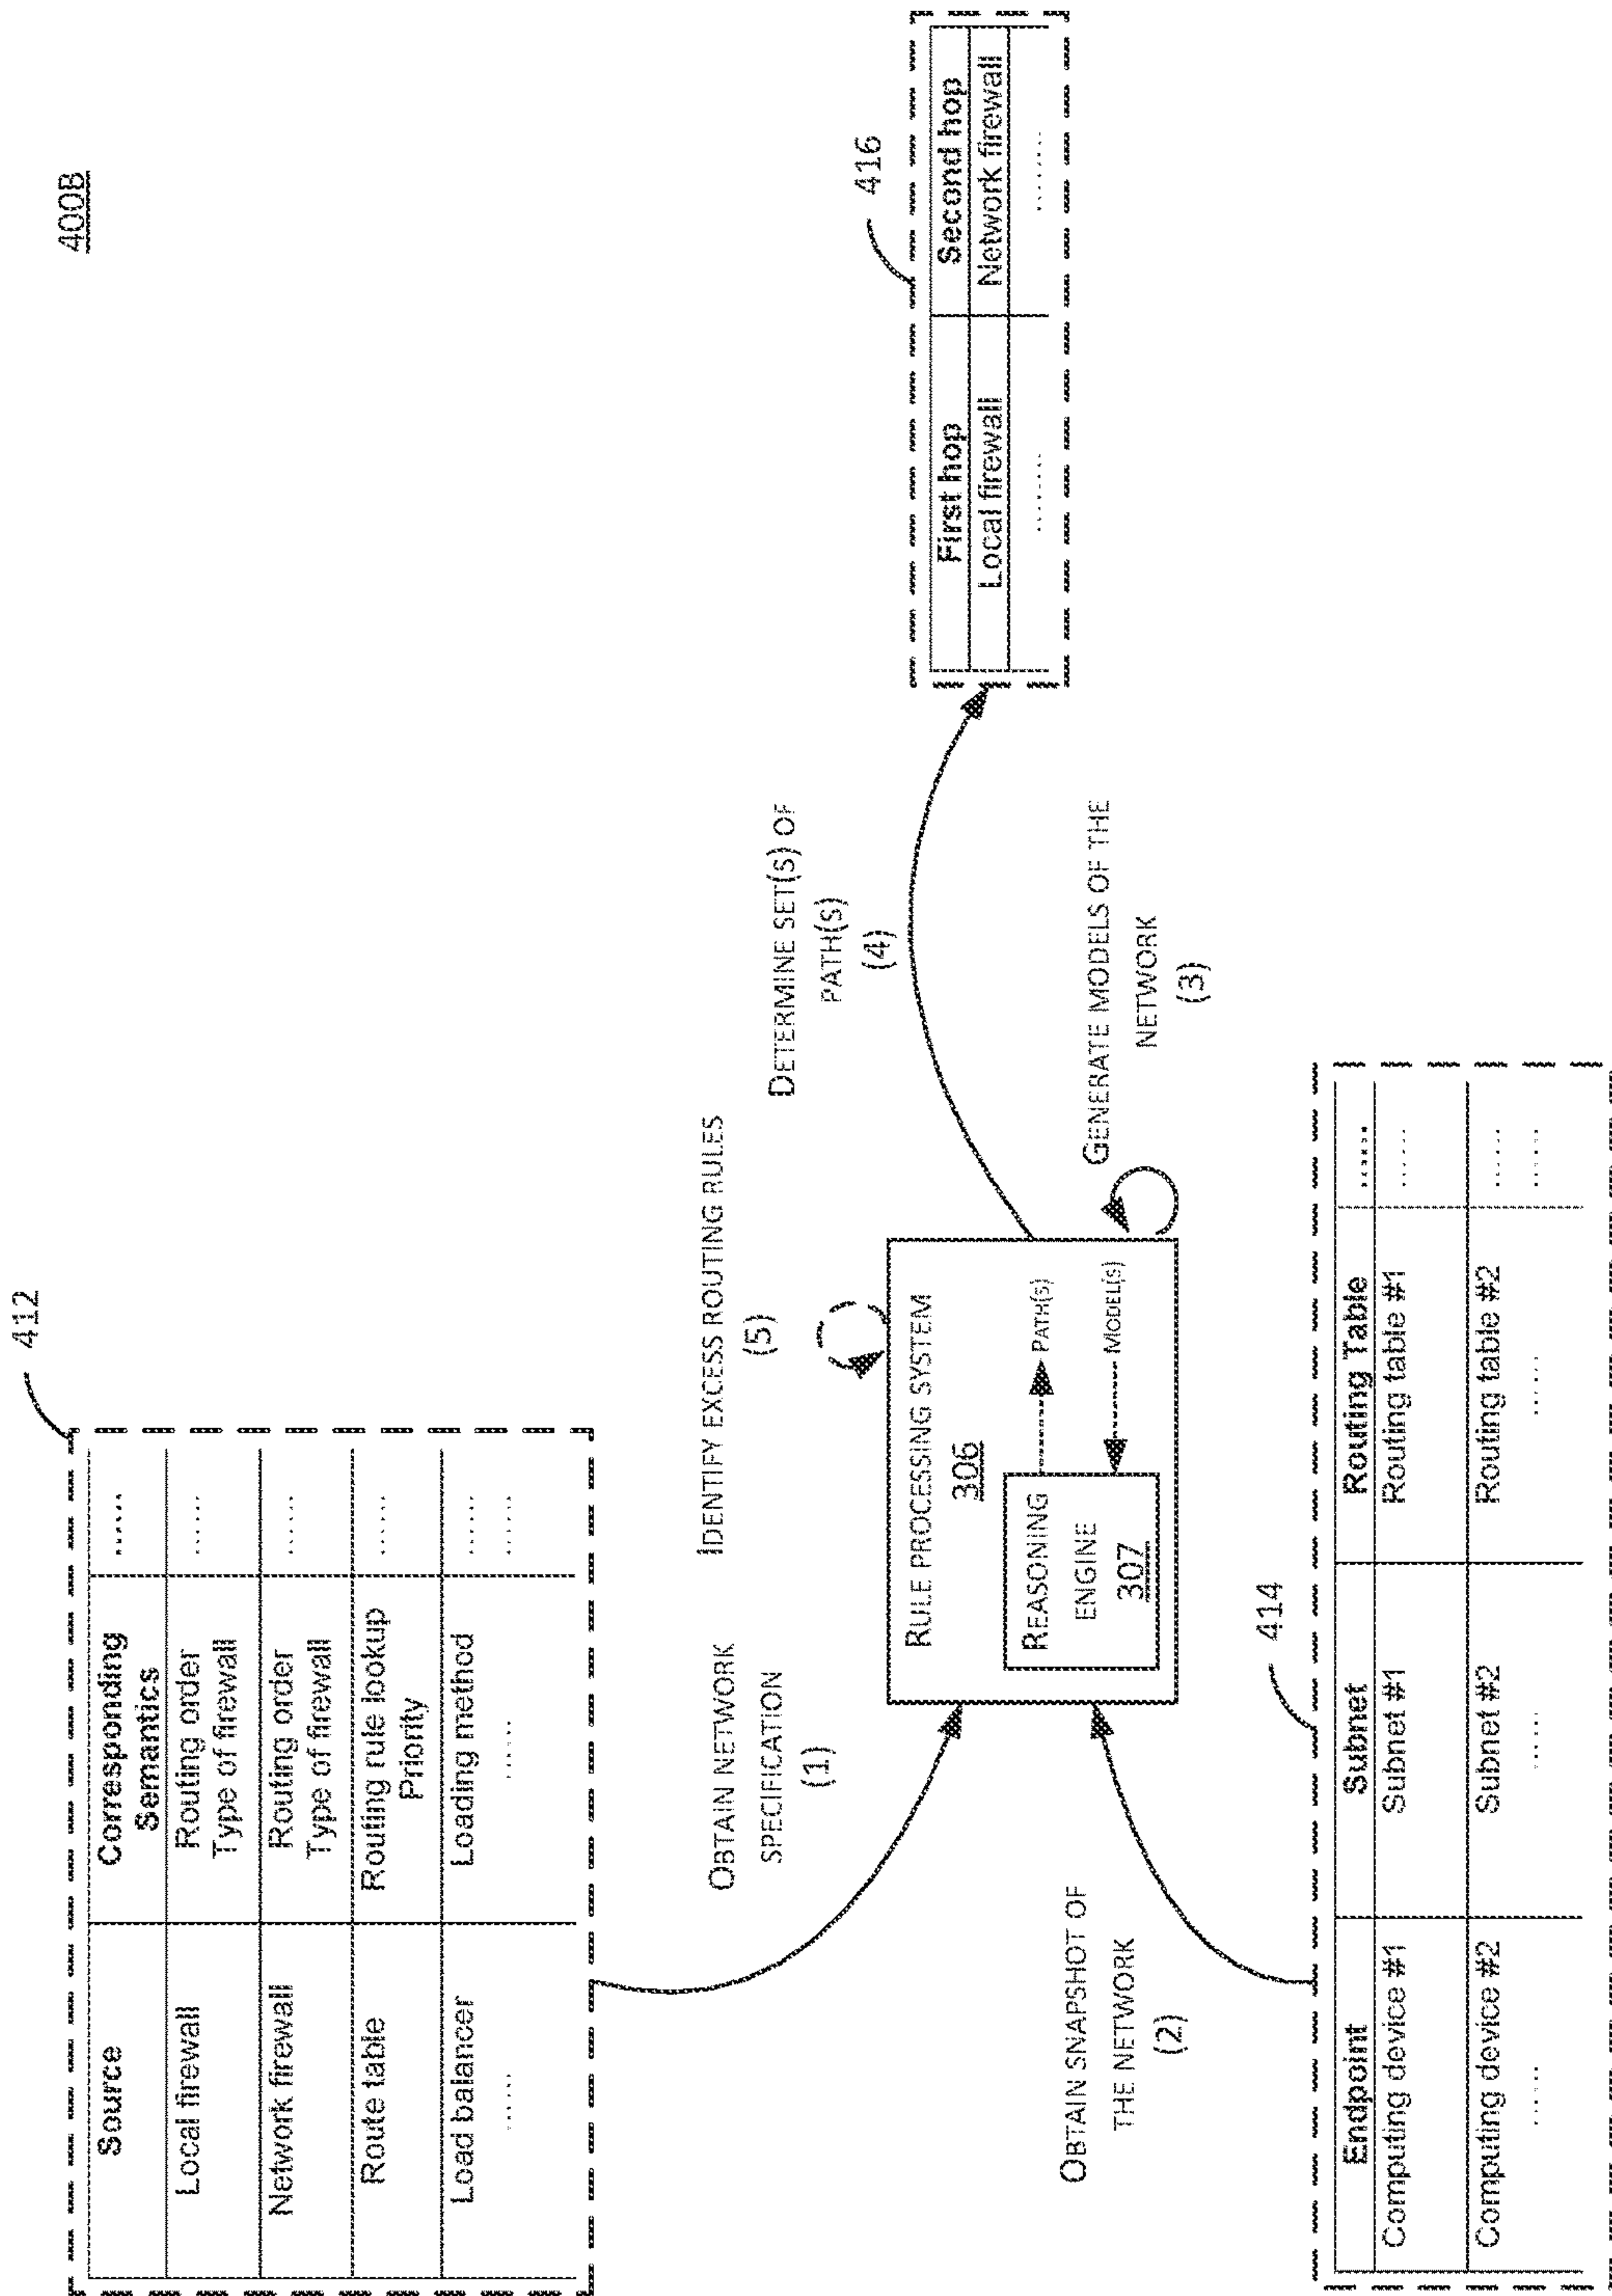 400B
412
Source
Corresponding
Semantics
.....
Local firewall
Routing order
Type of firewall
.....
Network firewall
Routing order
Type of firewall
.....
Route table
Routing rule lookup
Priority
.....
Load balancer
Loading method
.....
.....
.....
.....
OBTAIN NETWORK
SPECIFICATION
(1)
IDENTIFY EXCESS ROUTING RULES
(5)
DETERMINE SET(S) OF
PATH(S)
(4)
416
First hop
Second hop
Local firewall
Network firewall
......
......
RULE PROCESSING SYSTEM
306
REASONING
ENGINE
307
PATH(S)
MODEL(S)
OBTAIN SNAPSHOT OF
THE NETWORK
(2)
GENERATE MODELS OF THE
NETWORK
(3)
414
Endpoint
Subnet
Routing Table
.....
Computing device #1
Subnet #1
Routing table #1
.....
Computing device #2
Subnet #2
Routing table #2
.....
.....
.....
.....
.....